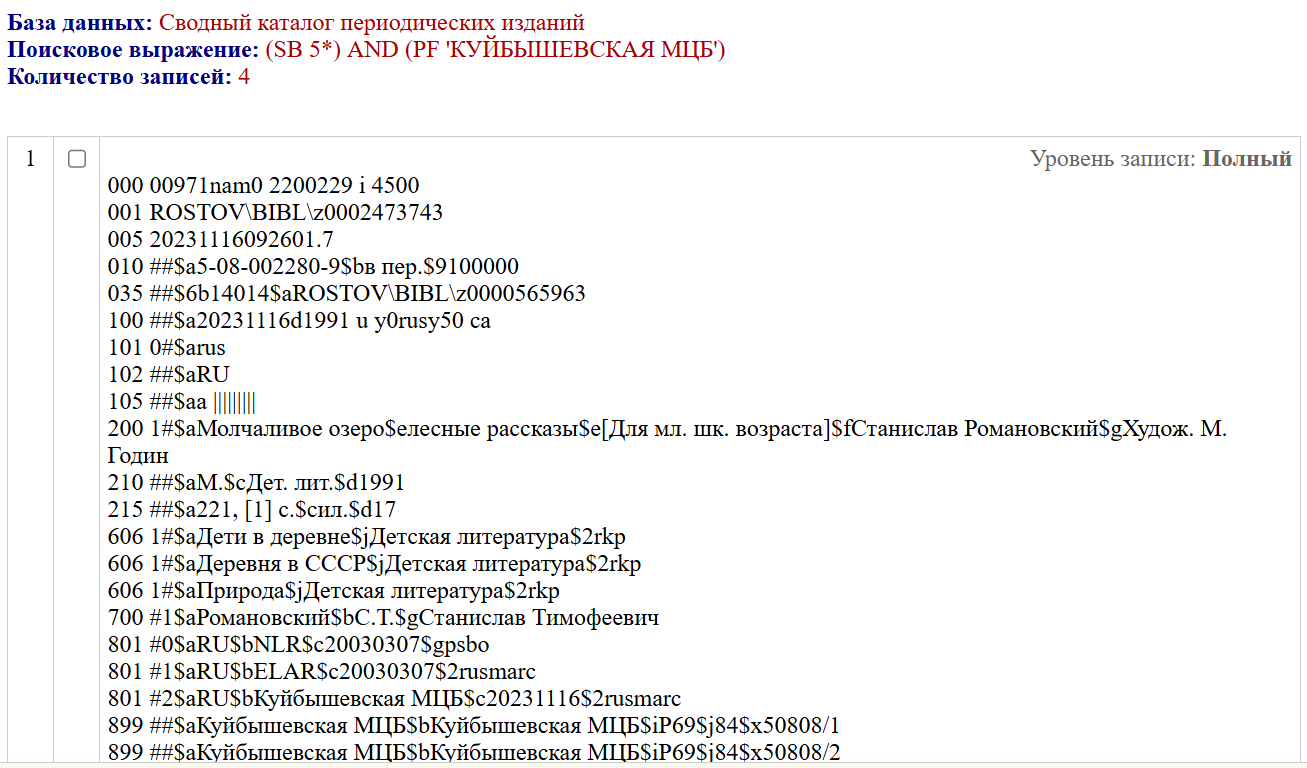 База данных: Сводный каталог периодических изданий
Поисковое выражение: (SB 5*) AND (PF 'КУЙБЫШЕВСКАЯ МЦБ')
Количество записей: 4
1
Уровень записи: Полный
000 00971nam0 2200229 i 4500
001 ROSTOV\BIBL\z0002473743
005 20231116092601.7
010 ##$a5-08-002280-9$bв пер.$9100000
035 ##$6b14014$aROSTOV\BIBL\z0000565963
100 ##$a20231116d1991 u y0rusy50 ca
101 0#$arus
102 ##$aRU
105 ##$aa |||||||||
200 1#$aМолчаливое озеро$eлесные рассказы$e[Для мл. шк. возраста]$fСтанислав Романовский$gХудож. М.
Годин
210 ##$aМ.$cДет. лит.$d1991
215 ##$a221, [1] с.$cил.$d17
606 1#$aДети в деревне$jДетская литература$2rkp
606 1#$aДеревня в СССР$jДетская литература$2rkp
606 1#$aПрирода$jДетская литература$2rkp
700 #1$aРомановский$bС.Т.$gСтанислав Тимофеевич
801 #0$aRU$bNLR$c20030307$gpsbo
801 #1$aRU$bELAR$c20030307$2rusmarc
801 #2$aRU$bКуйбышевская МЦБ$c20231116$2rusmarc
899 ##$aКуйбышевская МЦБ$bКуйбышевская МЦБ$iР69$j84$x50808/1
899 ##$aКуйбышевская МЦБ$bКуйбышевская МЦБ$iР69$j84$x50808/2